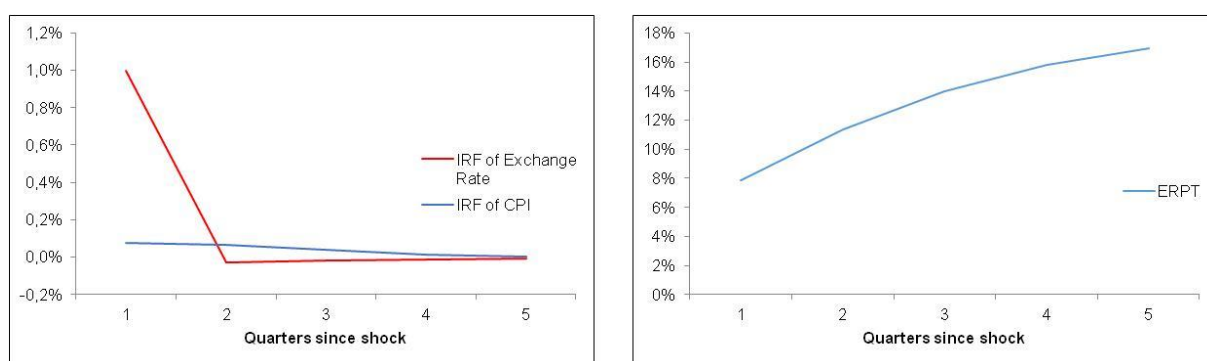 1,2%
1,0%
0,8%
0,6%
0,4%
0,2%
0,0%
-0,2%
IRF of Exchange
Rate
IRF of CPI
1 2 3 4 5
Quarters since shock
18%
16%
14%
12%
10%
8%
6%
4%
2%
0%
ERPT
1 2 3 4 5
Quarters since shock